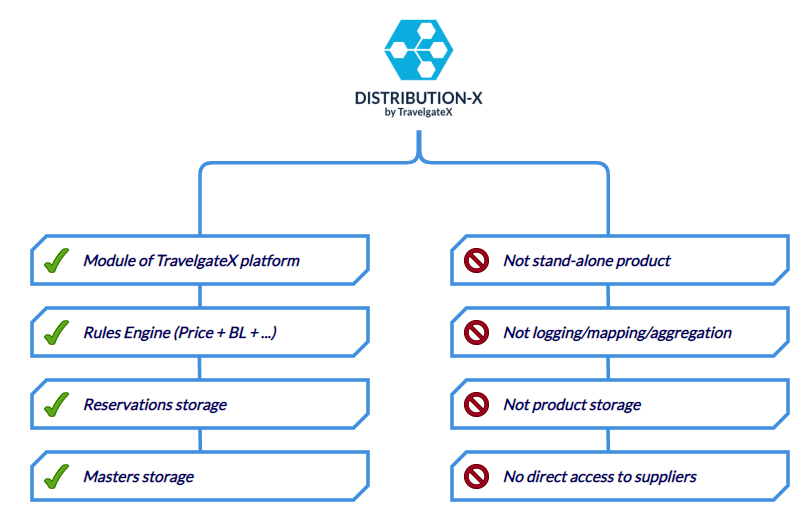 DISTRIBUTION-X
by TravelgateX
Module of TravelgateX platform
Rules Engine (Price + BL + ...)
Reservations storage
Masters storage
Not stand-alone product
Not logging/mapping/aggregation
Not product storage
No direct access to suppliers